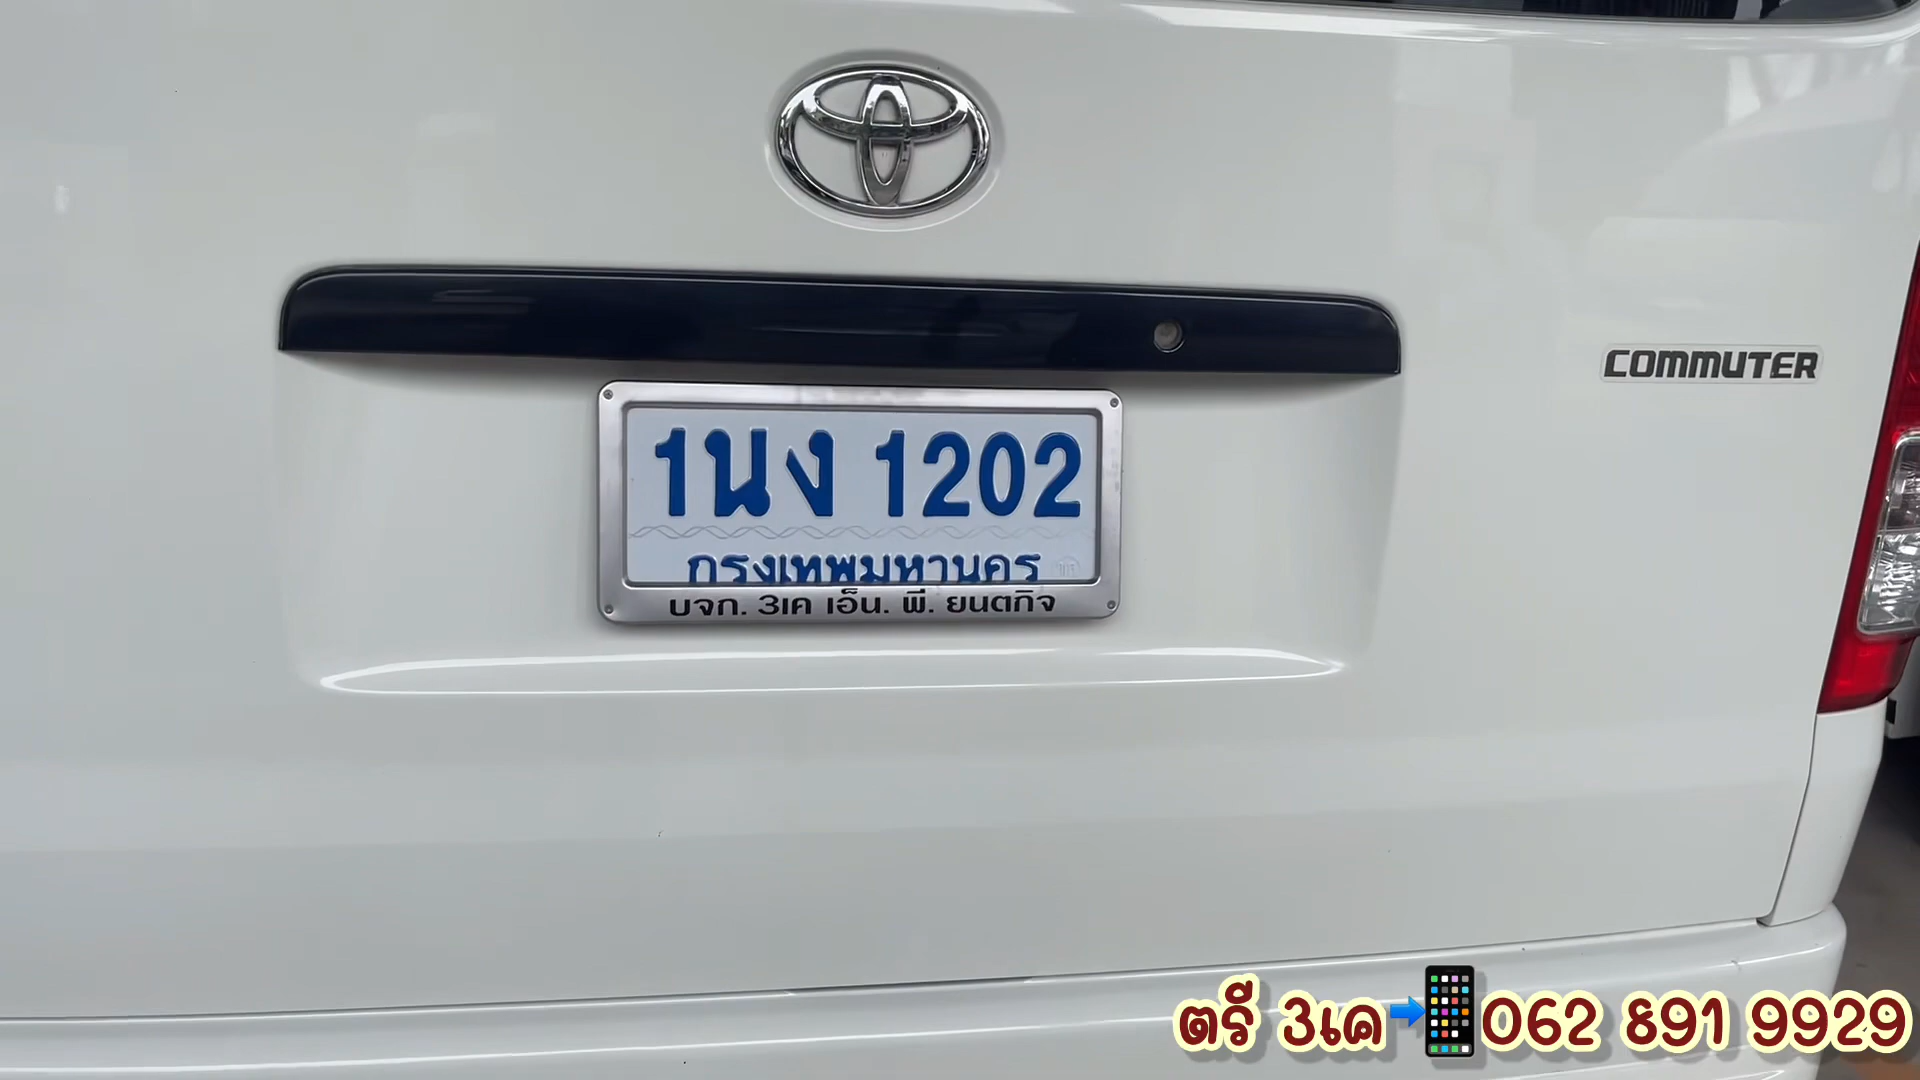 COMMUTER
1นง 1202
กรุงเทพมหานคร
บจก. 3เค เอ็น. พี. ยนตกิจ
ตรี 3เค➡📱062 891 9929